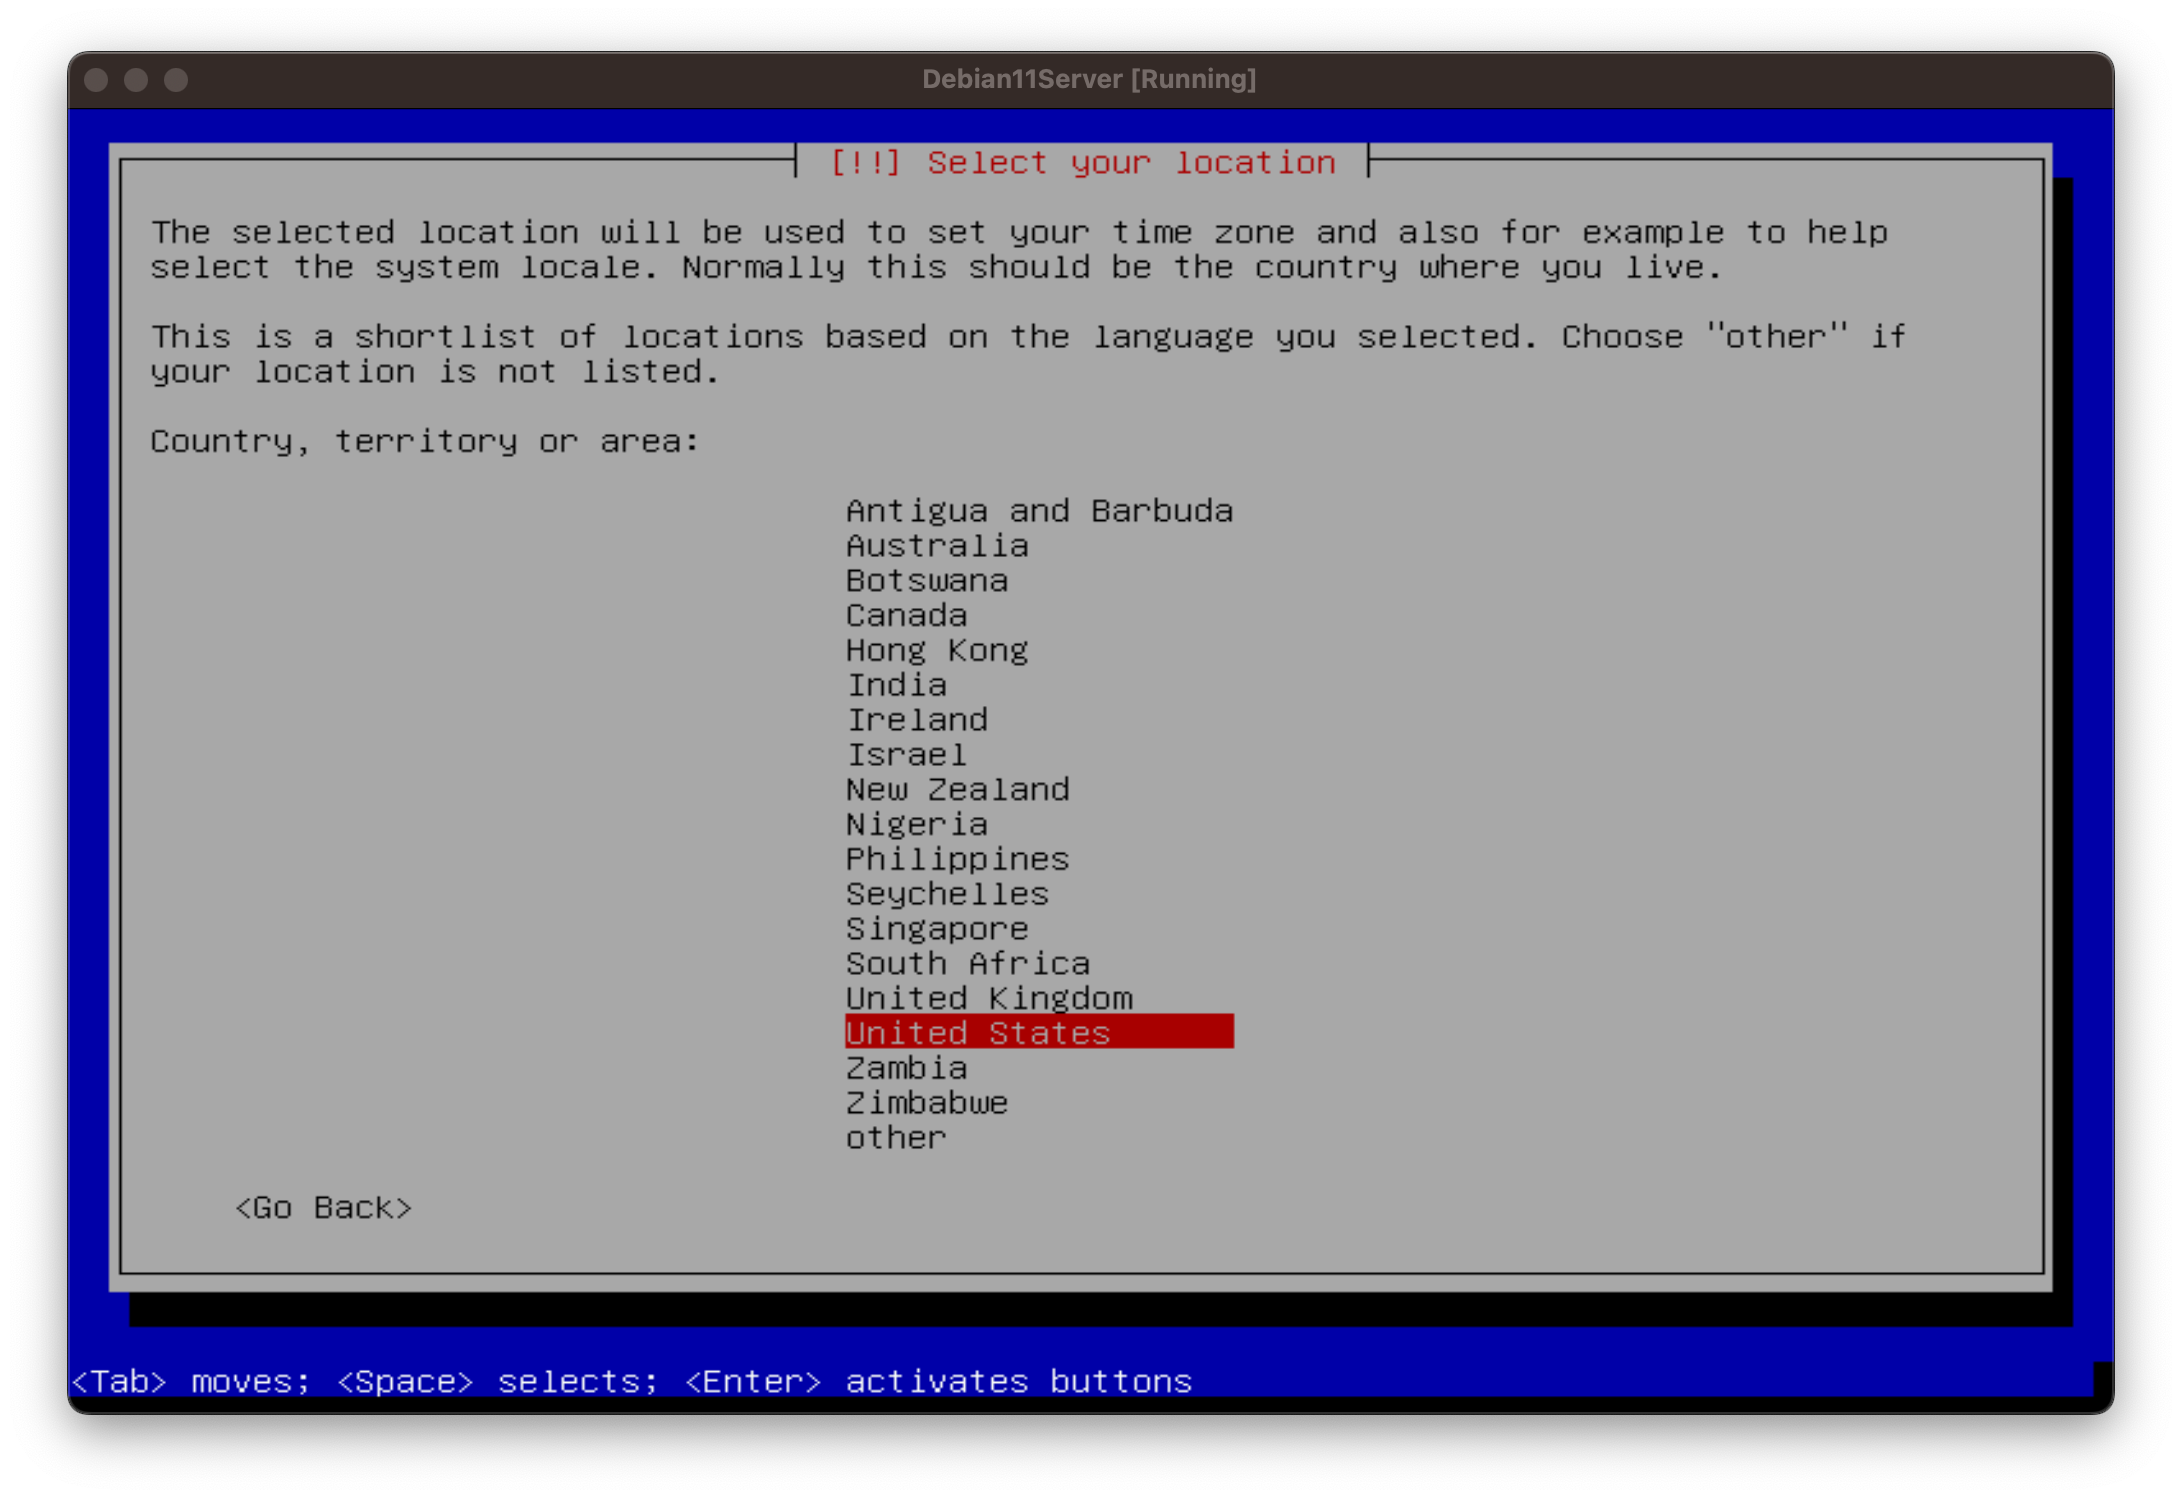 Debian11Server [Running]
[!!] Select your location
The selected location will be used to set your time zone and also for example to help
select the system locale. Normally this should be the country where you live.
This is a shortlist of locations based on the language you selected. Choose "other" if
your location is not listed.
Country, territory or area:
Antigua and Barbuda
Australia
Botswana
Canada
Hong Kong
India
Ireland
Israel
New Zealand
Nigeria
Philippines
Seychelles
Singapore
South Africa
United Kingdom
United States
Zambia
Zimbabwe
other
<Go Back>
<Tab> moves; <Space> selects; <Enter> activates buttons